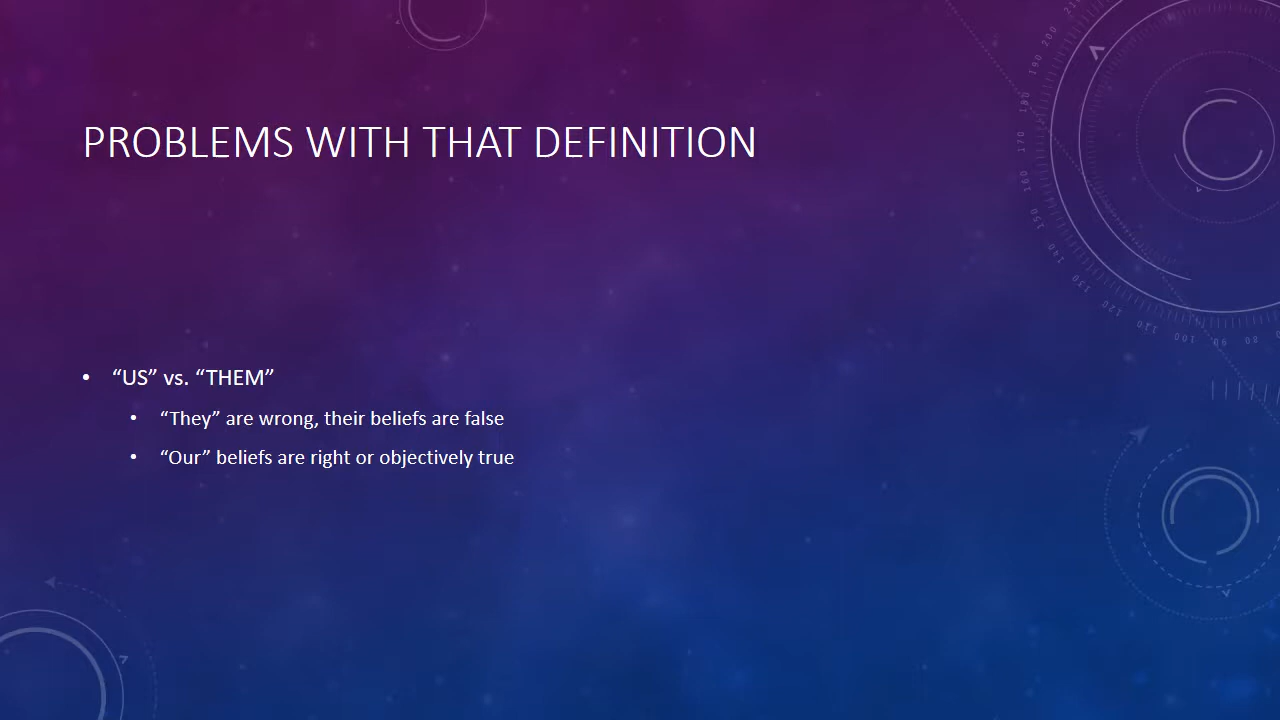 PROBLEMS WITH THAT DEFINITION
• “US” vs. “THEM”
• “They” are wrong, their beliefs are false
• “Our” beliefs are right or objectively true